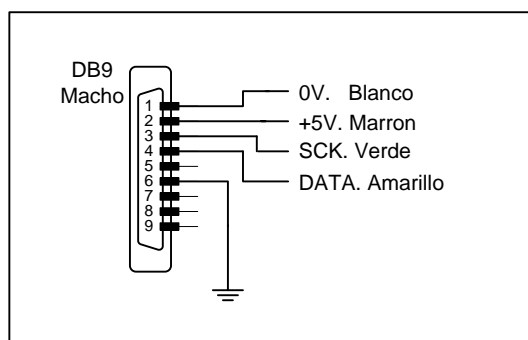 DB9
Macho
1
2
3
4
5
6
7
8
9
0V. Blanco
+5V. Marron
SCK. Verde
DATA. Amarillo